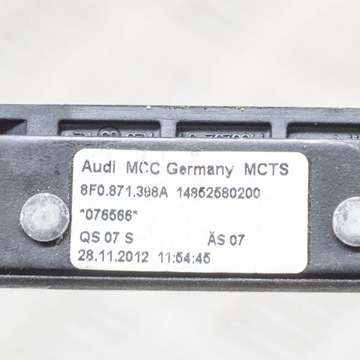 Audi MCC Germany MCTS
8F0.871.398A 14852580200
*076566*
QS 07 S ÄS 07
28.11.2012 11:54:45